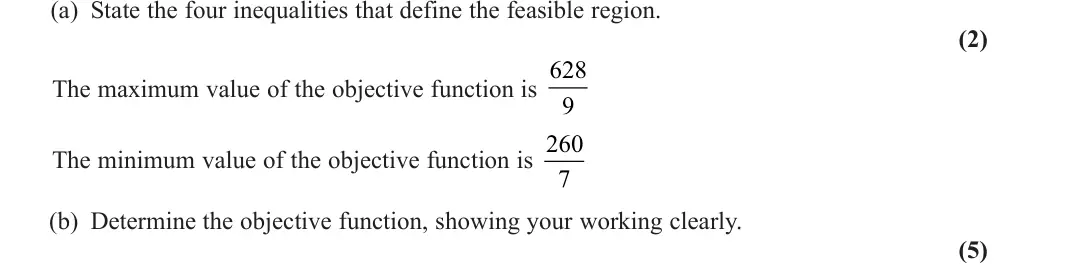 (a) State the four inequalities that define the feasible region.
(2)
The maximum value of the objective function is 628/9
The minimum value of the objective function is 260/7
(b) Determine the objective function, showing your working clearly.
(5)